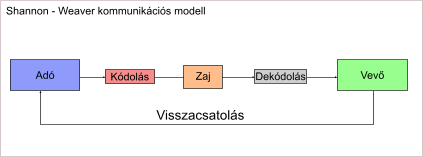 Shannon - Weaver kommunikációs modell
Adó
Kódolás
Zaj
Dekódolás
Vevő
Visszacsatolás